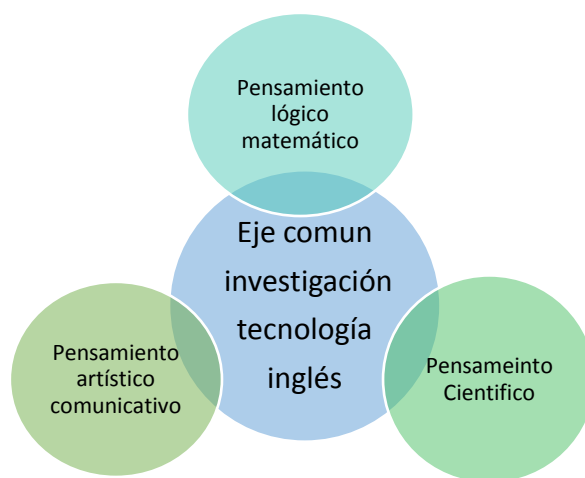 Pensamiento
lógico
matemático
Eje comun
investigación
tecnología
inglés
Pensamiento
artístico
comunicativo
Pensameinto
Cientifico